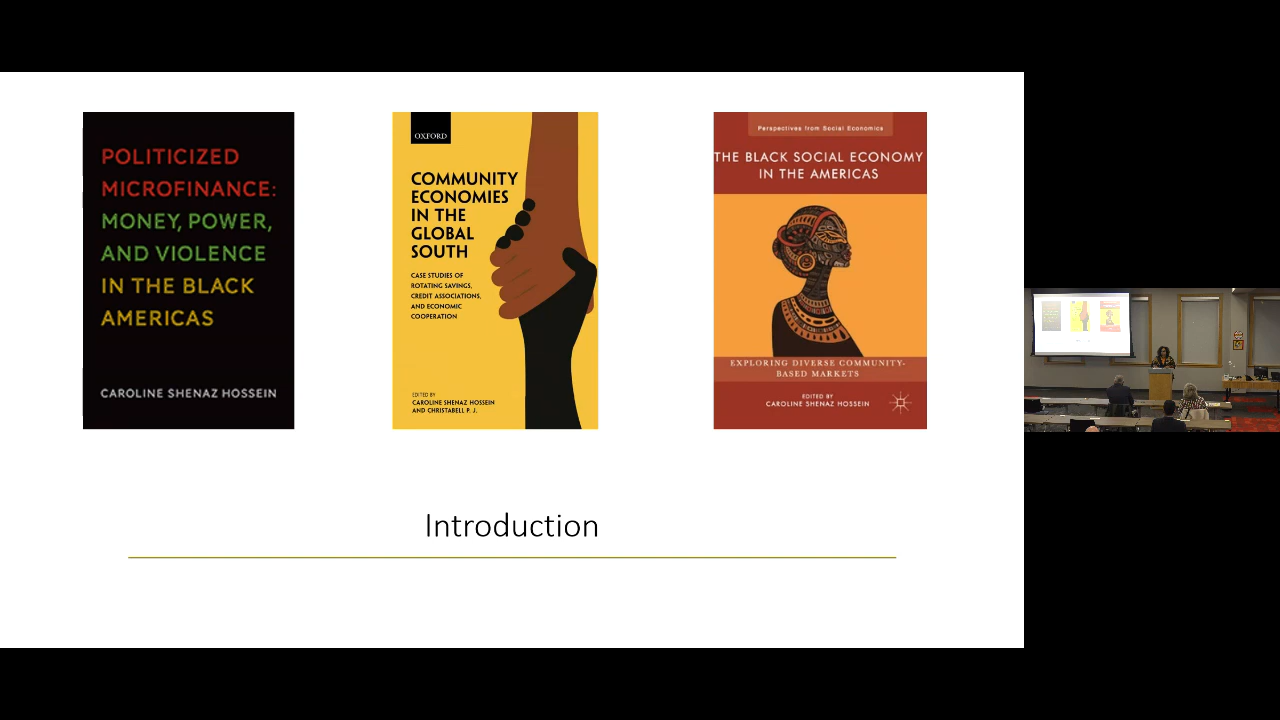 POLITICIZED
MICROFINANCE:
MONEY, POWER,
AND VIOLENCE
IN THE BLACK
AMERICAS
CAROLINE SHENAZ HOSSEIN
OXFORD
COMMUNITY
ECONOMIES
IN THE
GLOBAL
SOUTH
CASE STUDIES OF
ROTATING SAVINGS,
CREDIT ASSOCIATIONS,
AND ECONOMIC
COOPERATION
EDITED BY
CAROLINE SHENAZ HOSSEIN
AND CHRISTABELL P. J.
Perspectives from Social Economics
THE BLACK SOCIAL ECONOMY
IN THE AMERICAS
EXPLORING DIVERSE COMMUNITY-
BASED MARKETS
EDITED BY
CAROLINE SHENAZ HOSSEIN
Introduction